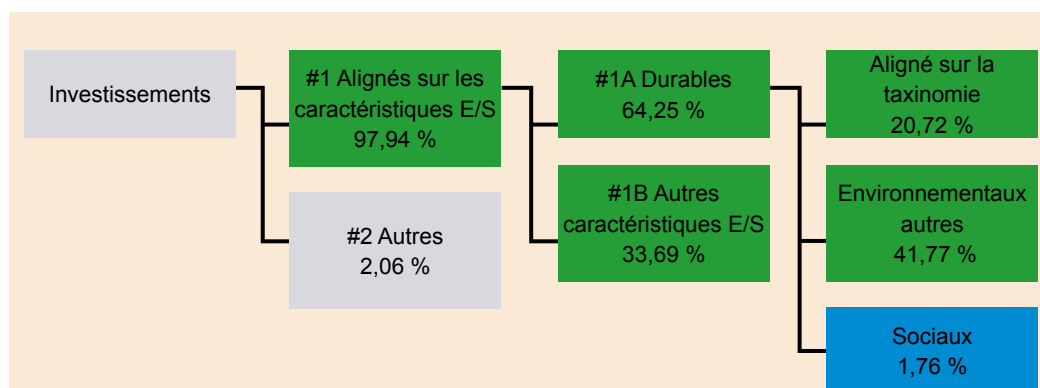 Investissements
#1 Alignés sur les
caractéristiques E/S
97,94 %
#2 Autres
2,06 %
#1A Durables
64,25 %
#1B Autres
caractéristiques E/S
33,69 %
Aligné sur la
taxinomie
20,72 %
Environnementaux
autres
41,77 %
Sociaux
1,76 %